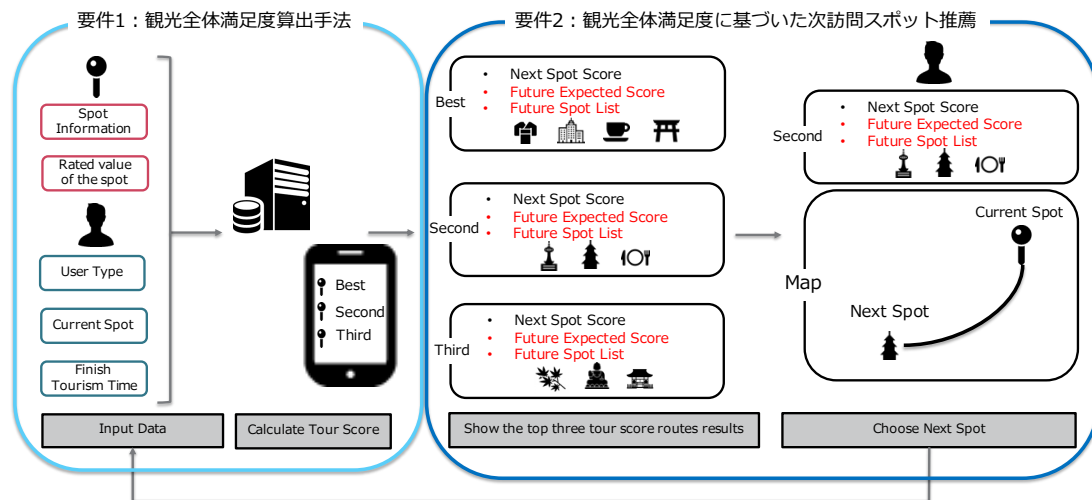 要件1：観光全体満足度算出手法
Spot
Information
Rated value
of the spot
User Type
Current Spot
Finish
Tourism Time
Best
Second
Third
Input Data
Calculate Tour Score
要件2：観光全体満足度に基づいた次訪問スポット推薦
Best
• Next Spot Score
• Future Expected Score
• Future Spot List
Second
• Next Spot Score
• Future Expected Score
• Future Spot List
Third
• Next Spot Score
• Future Expected Score
• Future Spot List
Show the top three tour score routes results
Second
• Next Spot Score
• Future Expected Score
• Future Spot List
Current Spot
Map
Next Spot
Choose Next Spot